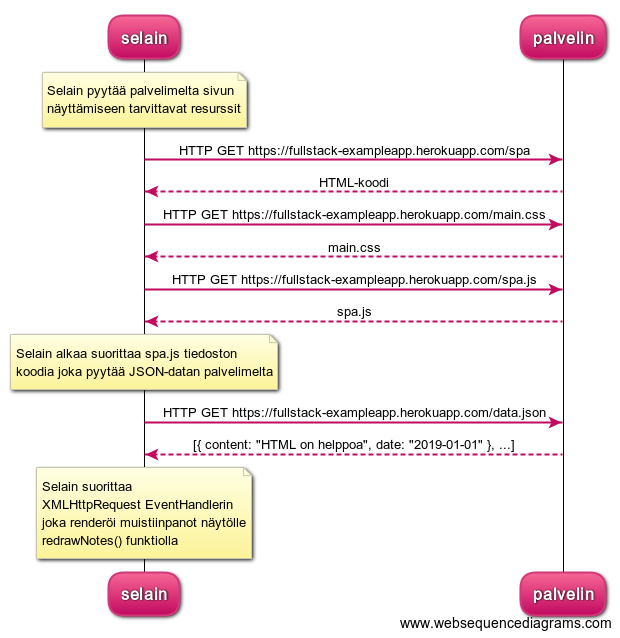 selain
palvelin
Selain pyytää palvelimelta sivun
näyttämiseen tarvittavat resurssit
HTTP GET https://fullstack-exampleapp.herokuapp.com/spa
HTML-koodi
HTTP GET https://fullstack-exampleapp.herokuapp.com/main.css
main.css
HTTP GET https://fullstack-exampleapp.herokuapp.com/spa.js
spa.js
Selain alkaa suorittaa spa.js tiedoston
koodia joka pyytää JSON-datan palvelimelta
HTTP GET https://fullstack-exampleapp.herokuapp.com/data.json
[{ content: "HTML on helppoa", date: "2019-01-01" }, ...]
Selain suorittaa
XMLHttpRequest EventHandlerin
joka renderöi muistiinpanot näytölle
redrawNotes() funktiolla
selain
palvelin
www.websequencediagrams.com